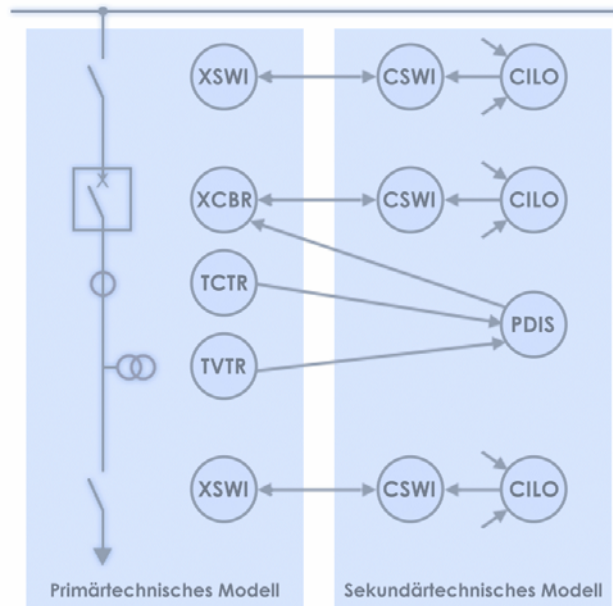 XSWI CSWI CILO
XCBR CSWI CILO
TCTR
PDIS
TVTR
XSWI CSWI CILO
Primärtechnisches Modell Sekundärtechnisches Modell